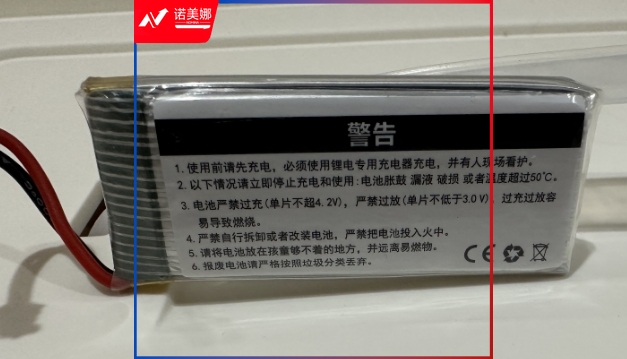 诺美娜
警告
1. 使用前请先充电，必须使用锂电专用充电器充电，并有人现场看护。
2. 以下情况请立即停止充电和使用:电池胀鼓 漏液 破损 或者温度超过50℃。
3. 电池严禁过充(单片不超4.2V)，严禁过放(单片不低于3.0V)，过充过放容
易导致燃烧。
4. 严禁自行拆卸或者改装电池，严禁把电池投入火中。
5. 请将电池放在孩童够不着的地方，并远离易燃物。
6. 报废电池请严格按照垃圾分类丢弃。
CE